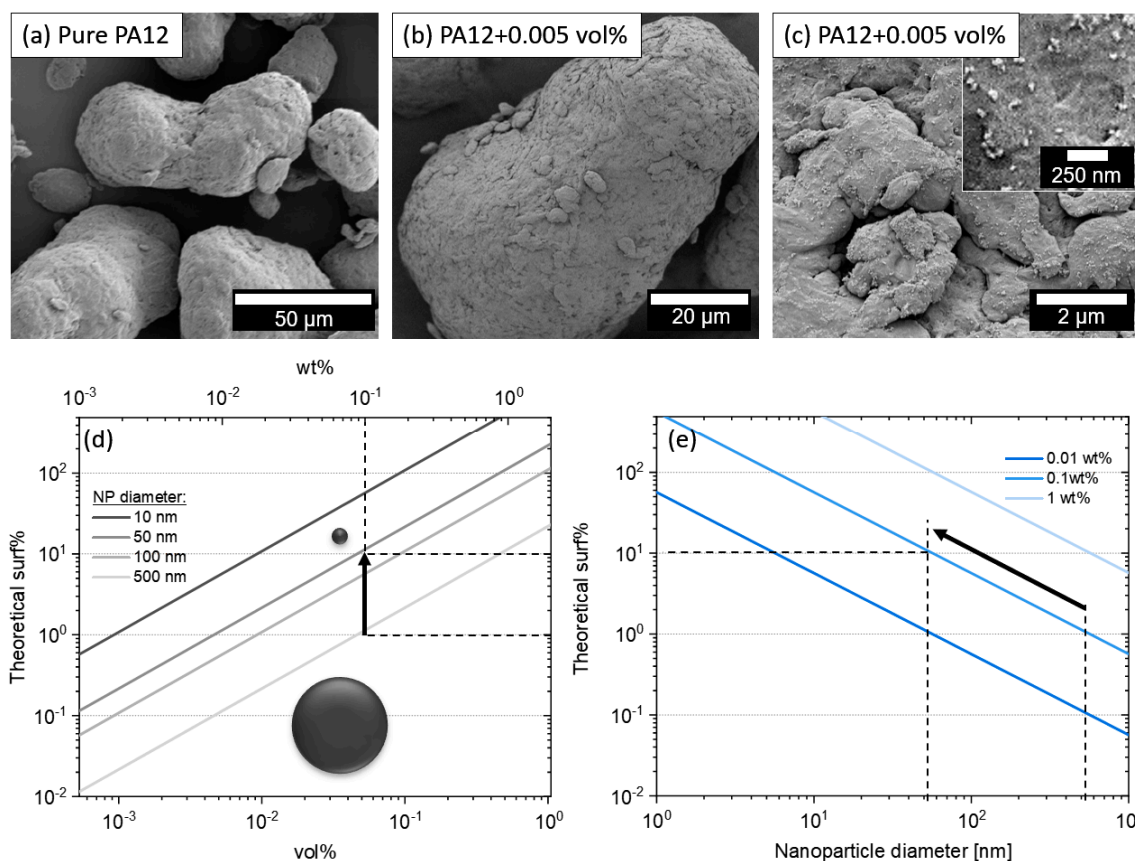 (a) Pure PA12
50 µm
(b) PA12+0.005 vol%
20 µm
(c) PA12+0.005 vol%
250 nm
2 µm
wt%
10⁻³ 10⁻² 10⁻¹ 10⁰
(d)
NP diameter:
10 nm
50 nm
100 nm
500 nm
Theoretical surf%
10²
10¹
10⁰
10⁻¹
10⁻²
10⁻³ 10⁻² 10⁻¹ 10⁰
vol%
(e)
0.01 wt%
0.1wt%
1 wt%
Theoretical surf%
10²
10¹
10⁰
10⁻¹
10⁻²
10⁰ 10¹ 10² 10
Nanoparticle diameter [nm]